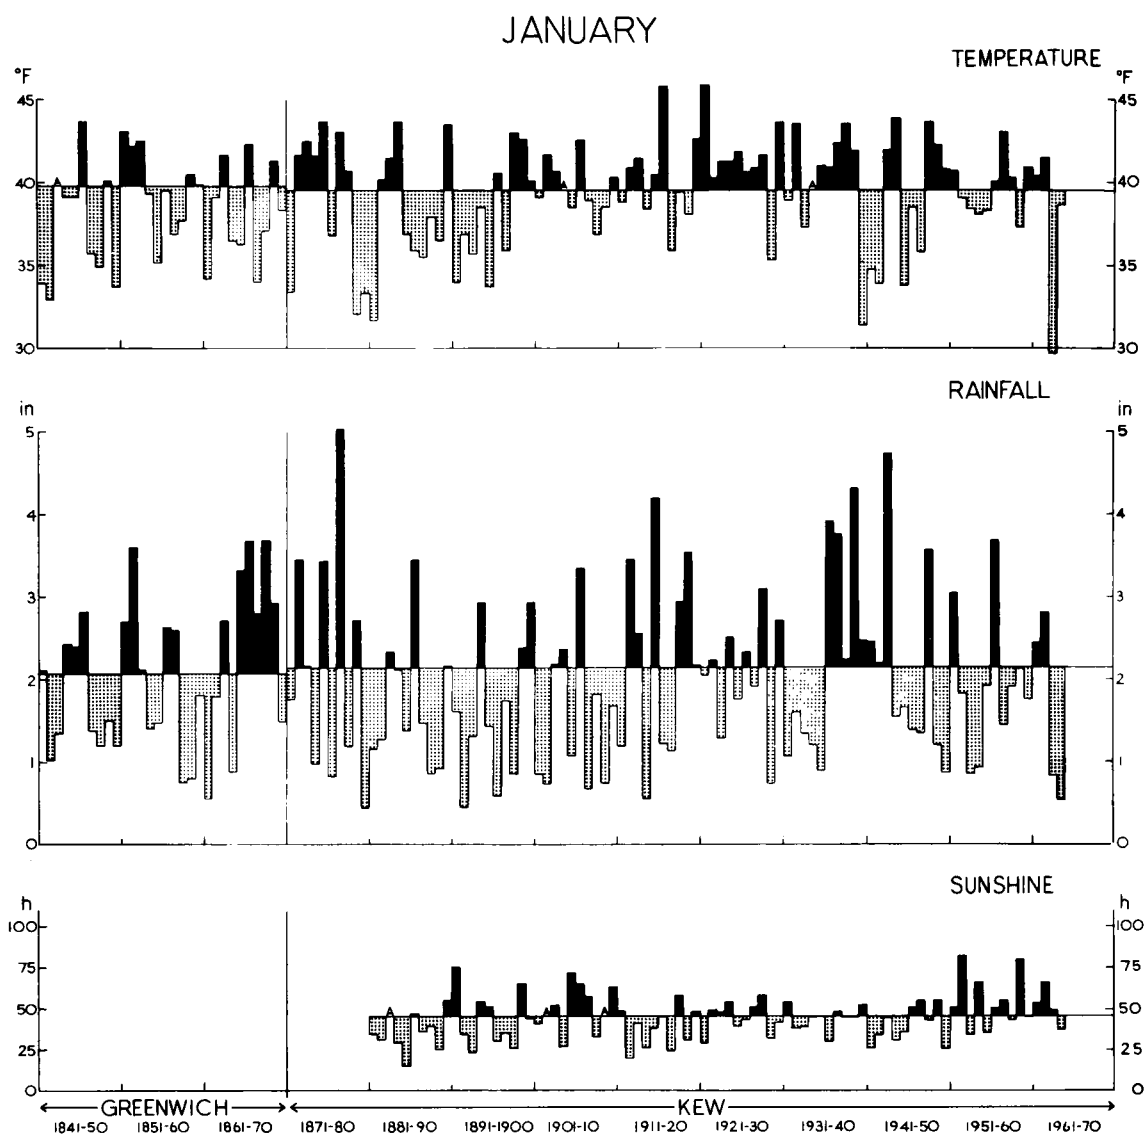 JANUARY
TEMPERATURE
°F °F
45 45
40 40
35 35
30 30
RAINFALL
in in
5 5
4 4
3 3
2 2
1 1
0 0
SUNSHINE
h h
100 100
75 75
50 50
25 25
0 0
GREENWICH KEW
1841-50 1851-60 1861-70 1871-80 1881-90 1891-1900 1901-10 1911-20 1921-30 1931-40 1941-50 1951-60 1961-70